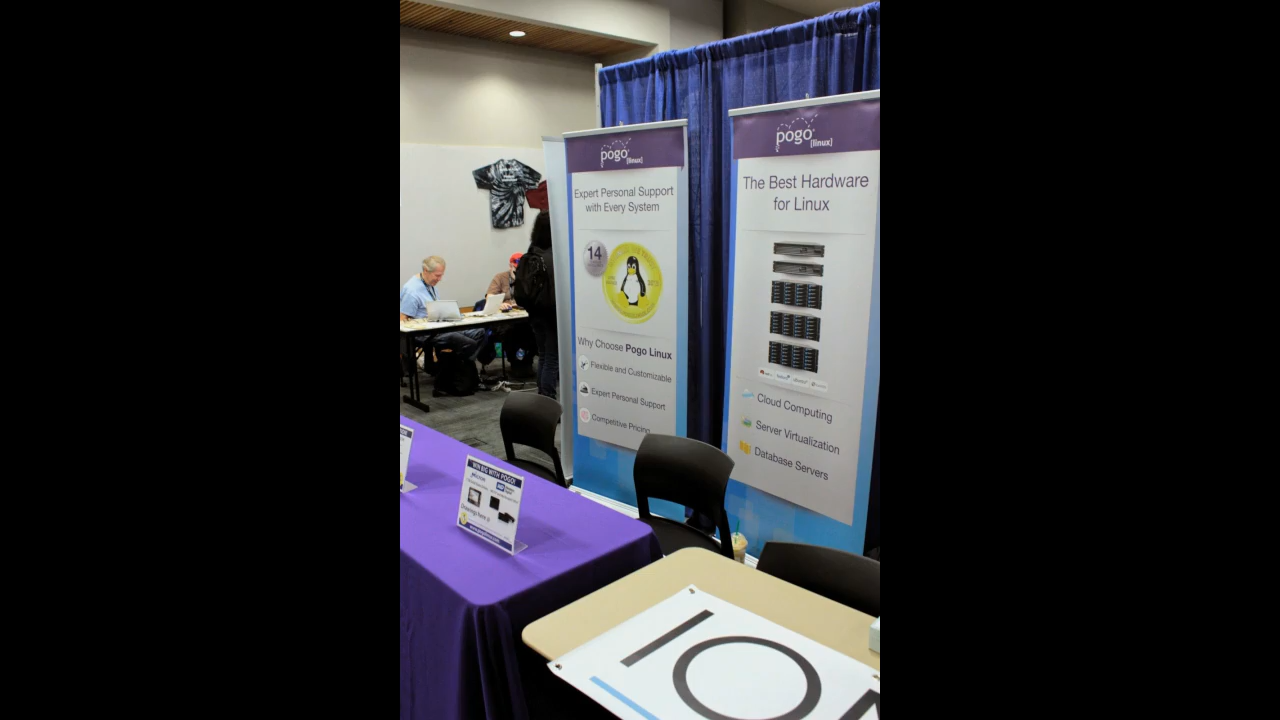 pogo
[linux]
Expert Personal Support
with Every System
14
Why Choose Pogo Linux
Flexible and Customizable
Expert Personal Support
Competitive Pricing
pogo
[linux]
The Best Hardware
for Linux
Cloud Computing
Server Virtualization
Database Servers
WIN BIG WITH POGO!
ION